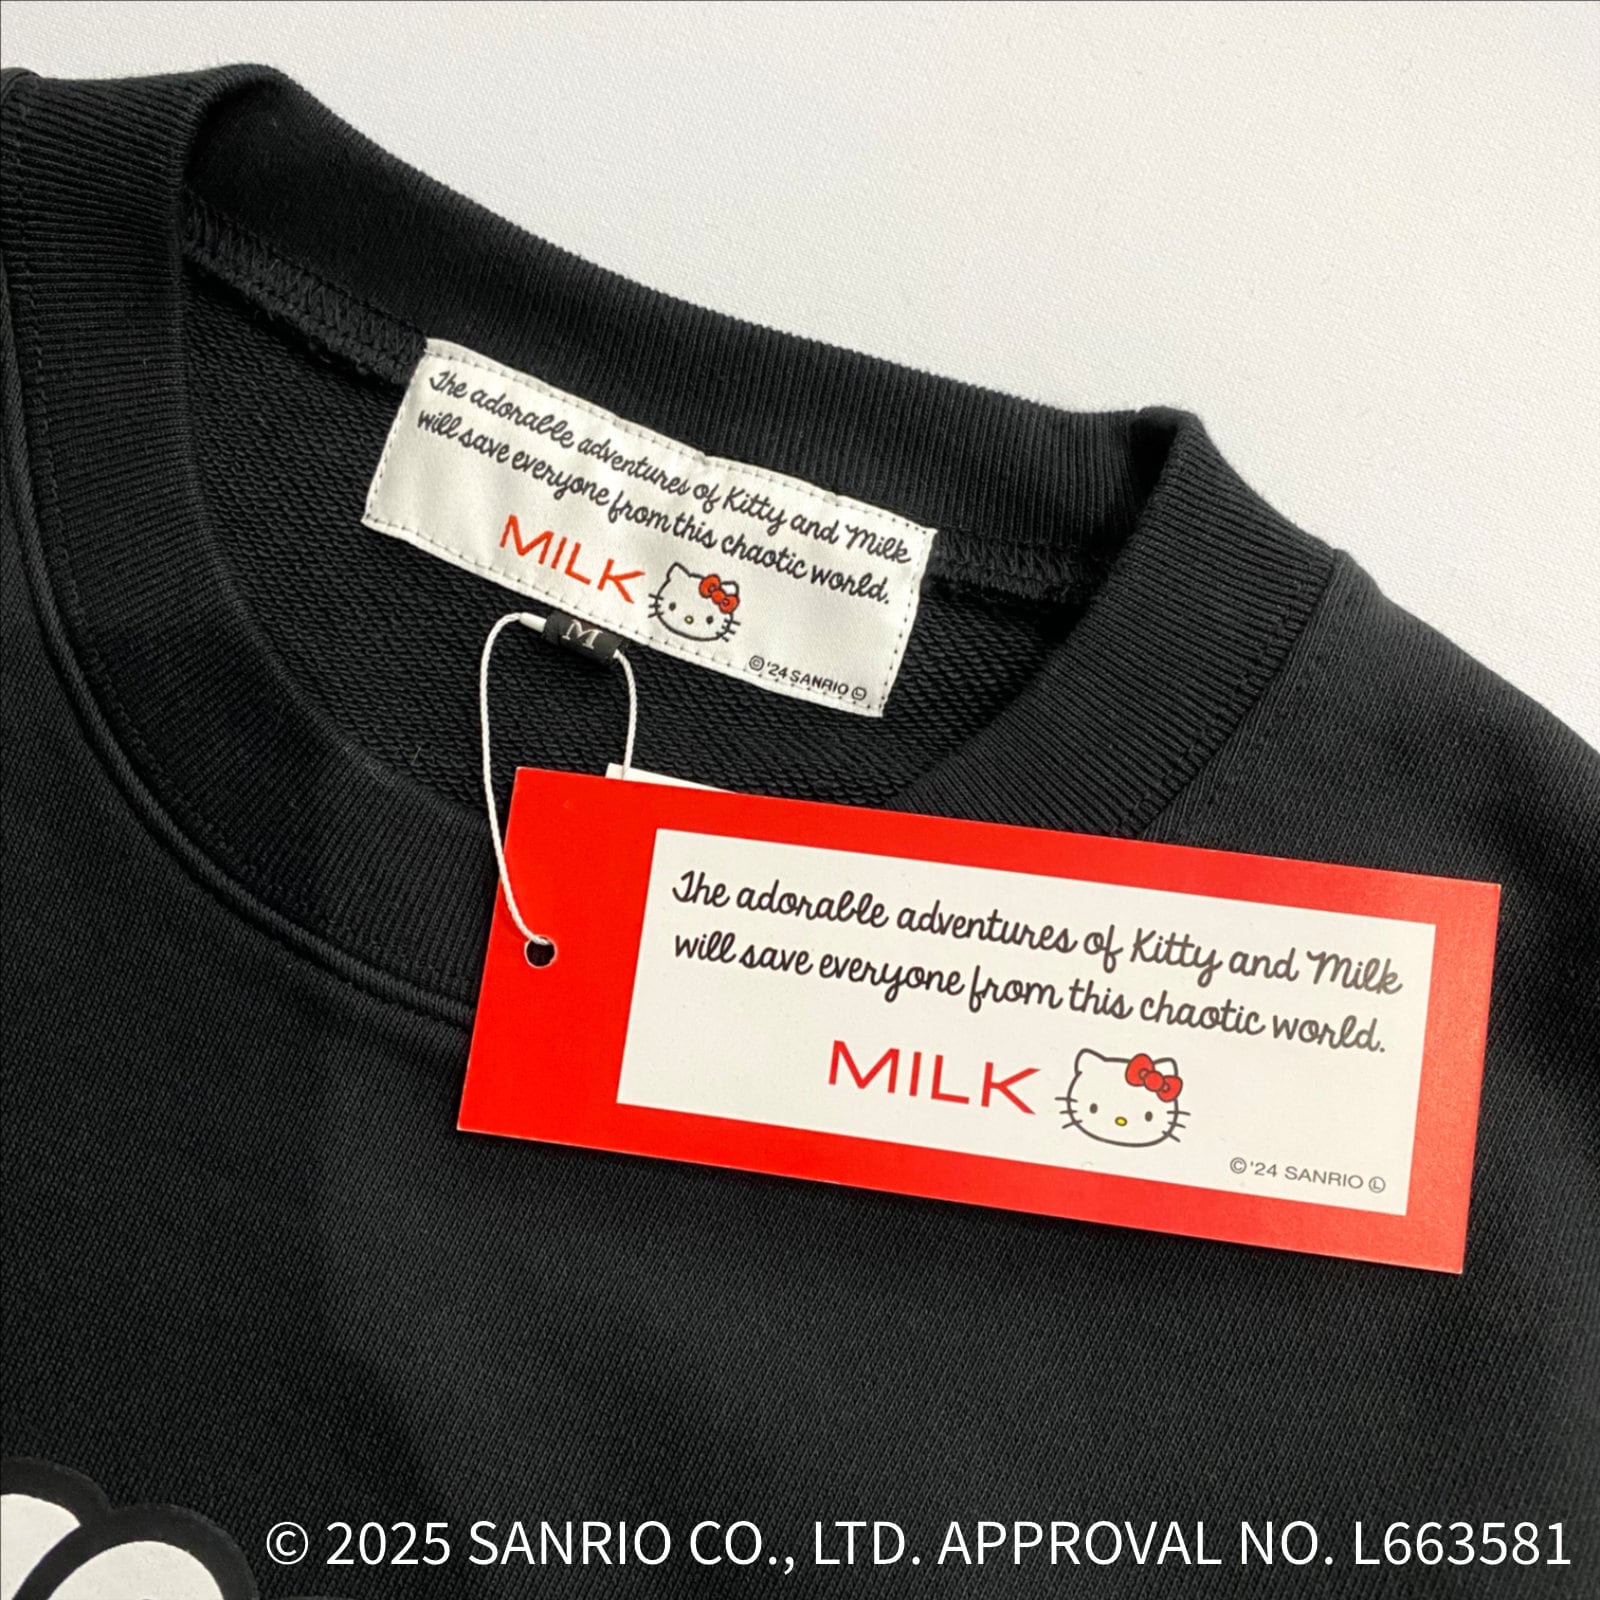 The adorable adventures of Kitty and Milk
will save everyone from this chaotic world.
MILK
©'24 SANRIO Ⓛ
M
The adorable adventures of Kitty and Milk
will save everyone from this chaotic world.
MILK
©'24 SANRIO Ⓛ
© 2025 SANRIO CO., LTD. APPROVAL NO. L663581